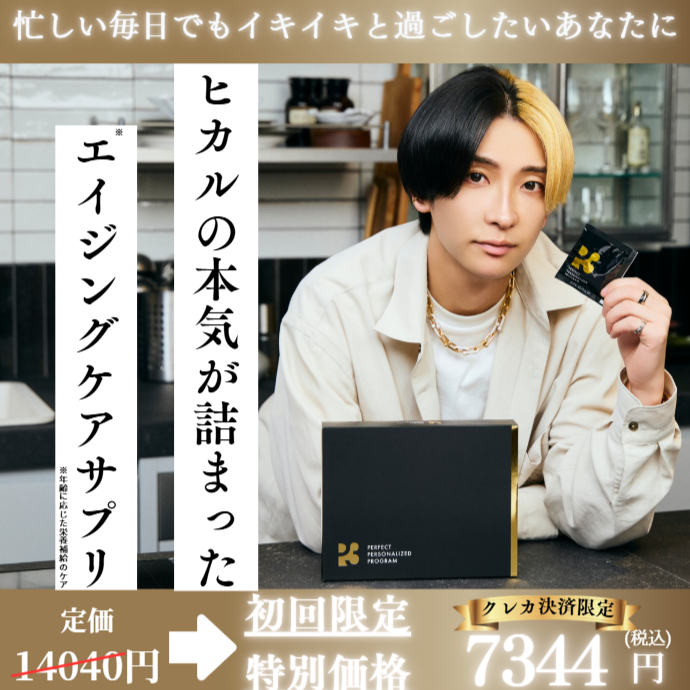 忙しい毎日でもイキイキと過ごしたいあなたに
ヒカルの本気が詰まった
※エイジングケアサプリ
※年齢に応じた栄養補給のケア
PERFECT
PERSONALIZED
PROGRAM
定価
14040円
初回限定
特別価格
クレカ決済限定
7344円
(税込)